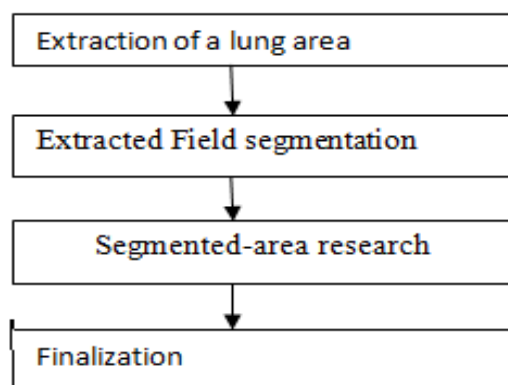 Extraction of a lung area
Extracted Field segmentation
Segmented-area research
Finalization